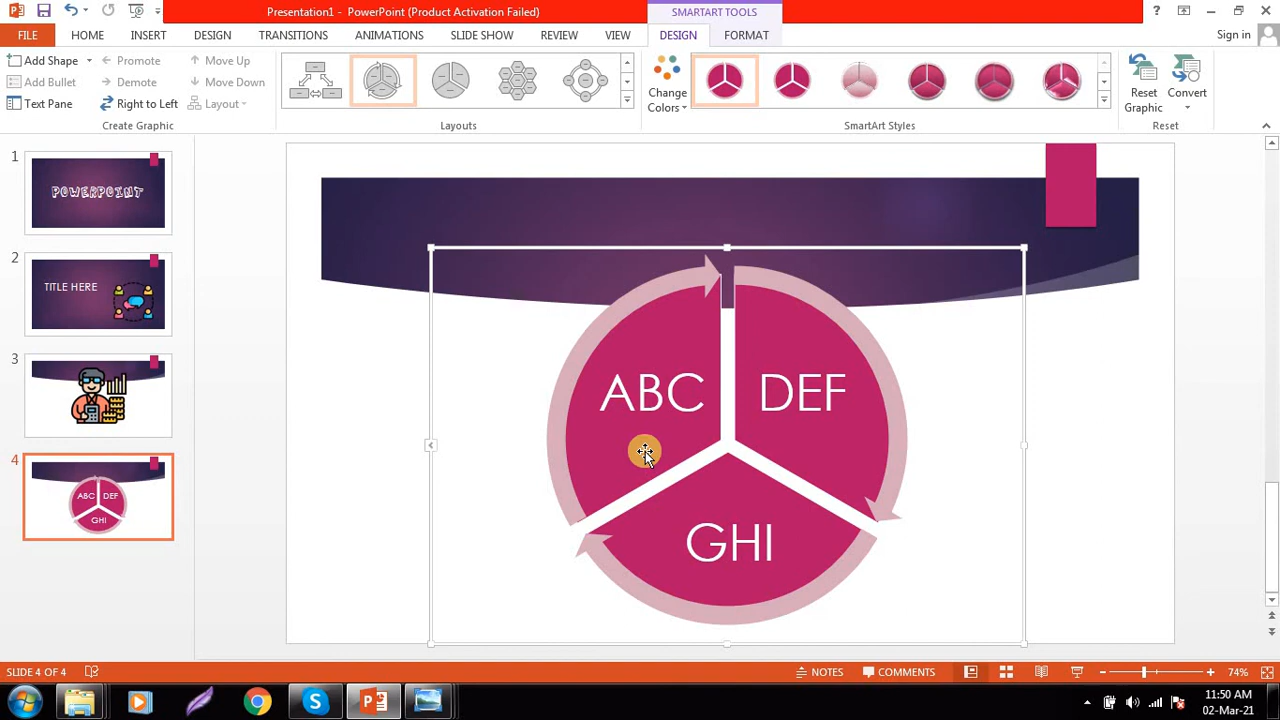 Presentation1 - PowerPoint (Product Activation Failed)
SMARTART TOOLS
?
FILE
HOME
INSERT
DESIGN
TRANSITIONS
ANIMATIONS
SLIDE SHOW
REVIEW
VIEW
DESIGN
FORMAT
Sign in
Add Shape
Promote
Move Up
Add Bullet
Demote
Move Down
Text Pane
Right to Left
Layout
Create Graphic
Layouts
Change
Colors
SmartArt Styles
Reset
Graphic
Convert
Reset
1
POWERPOINT
2
TITLE HERE
3
4
ABC
DEF
GHI
ABC
DEF
GHI
SLIDE 4 OF 4
NOTES
COMMENTS
74%
11:50 AM
02-Mar-21